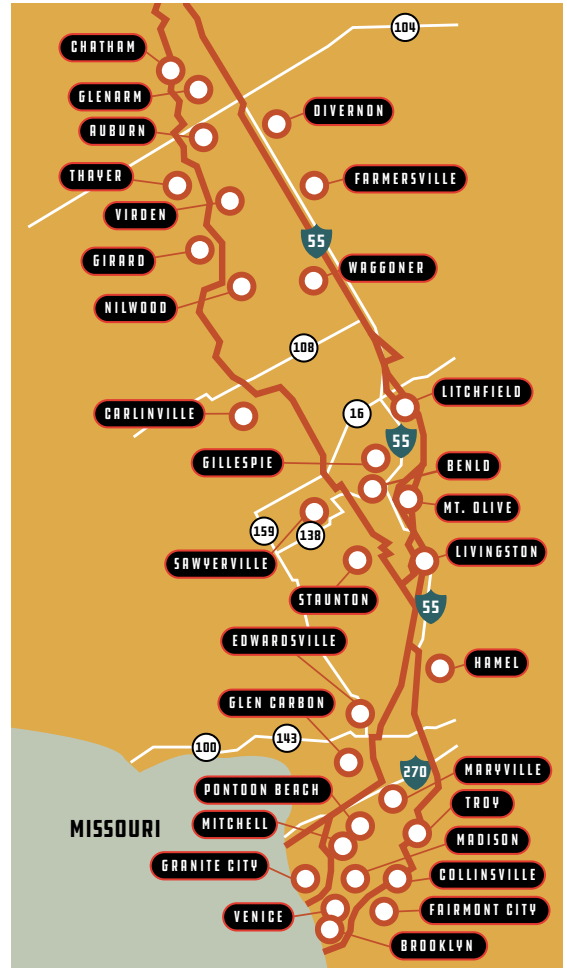 104
CHATHAM
GLENARM
DIVERNON
AUBURN
THAYER
FARMERSVILLE
VIRDEN
55
GIRARD
WAGGONER
NILWOOD
108
LITCHFIELD
CARLINVILLE
16
55
GILLESPIE
BENLD
MT. OLIVE
159
138
LIVINGSTON
SAWYERVILLE
STAUNTON
55
EDWARDSVILLE
HAMEL
GLEN CARBON
143
100
270
MARYVILLE
PONTOON BEACH
TROY
MITCHELL
MISSOURI
MADISON
GRANITE CITY
COLLINSVILLE
FAIRMONT CITY
VENICE
BROOKLYN